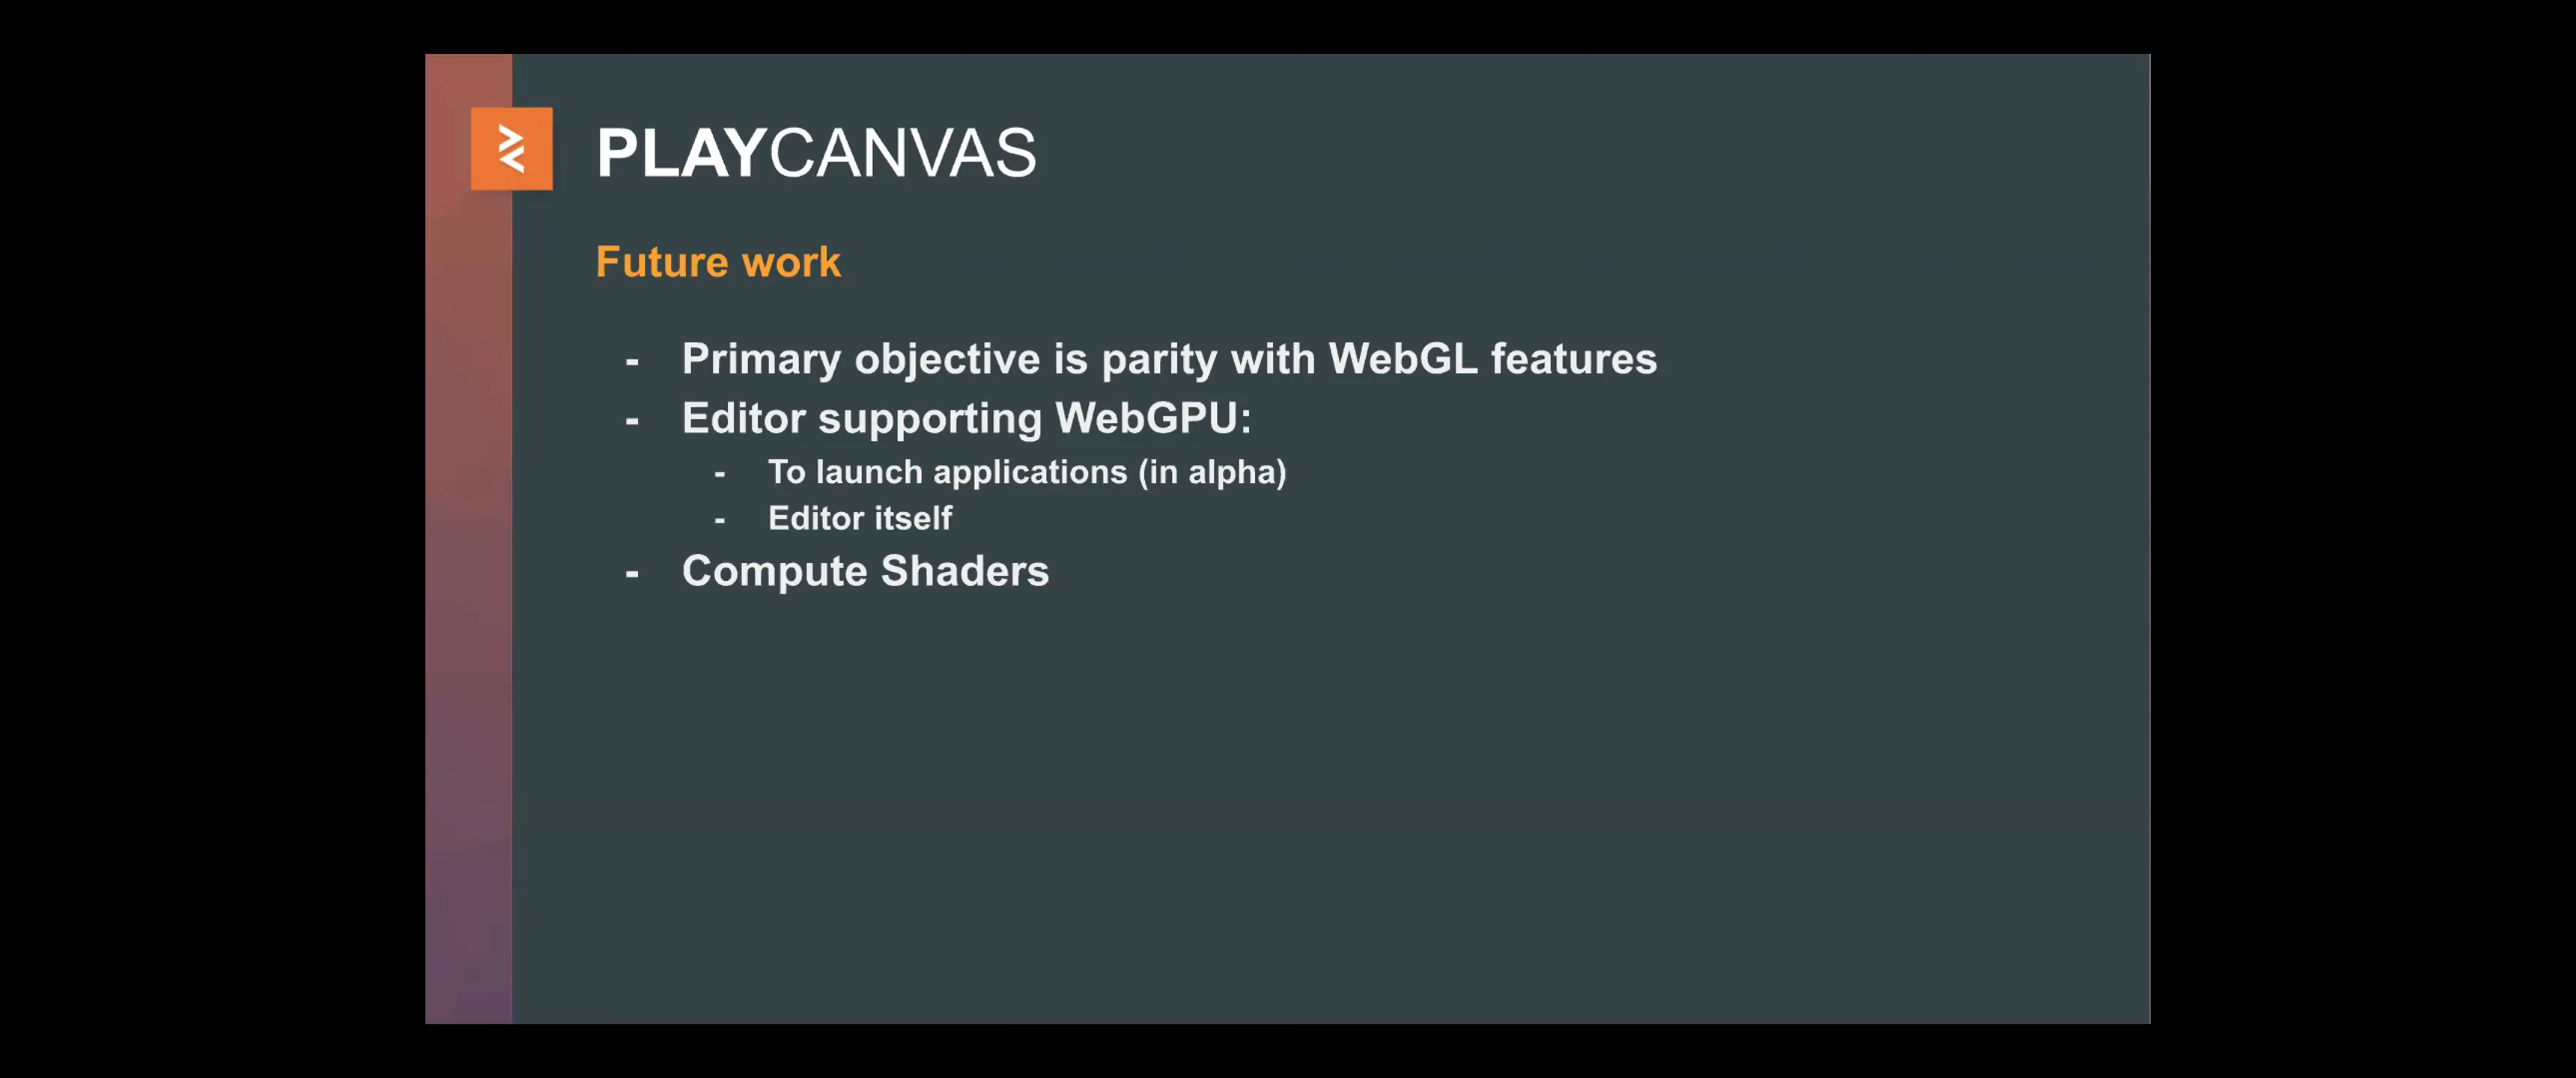 PLAYCANVAS
Future work
- Primary objective is parity with WebGL features
- Editor supporting WebGPU:
- To launch applications (in alpha)
- Editor itself
- Compute Shaders